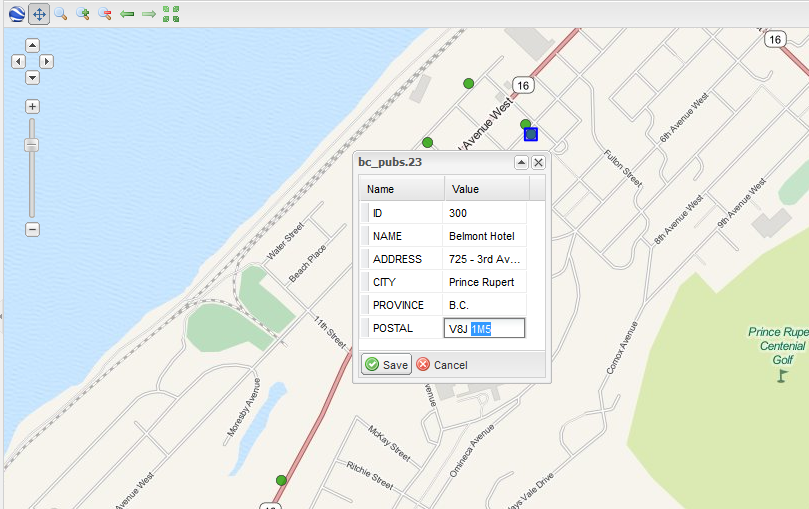 16
16
d Avenue West
6th Avenue West
Fulton Street
9th Avenue West
8th Avenue West
Water Street
Beach Place
11th Street
bc_pubs.23
Name Value
ID 300
NAME Belmont Hotel
ADDRESS 725 - 3rd Av...
CITY Prince Rupert
PROVINCE B.C.
POSTAL V8J 1M5
Save Cancel
Prince Rupe
Centenial
Golf
Comox Avenue
Moresby Avenue
Avenue
McKay Street
Ritchie Street
Omineca Avenue
Avenue West
ays Vale Drive
16